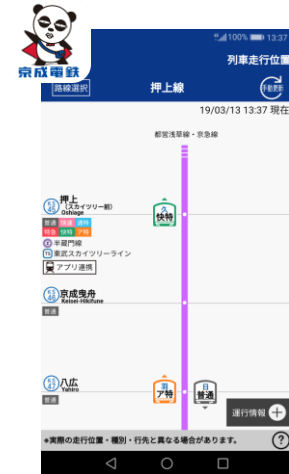 京成電鉄
100% 13:37
列車走行位置
路線選択
押上線
手動更新
19/03/13 13:37 現在
都営浅草線・京急線
KS 45
押上
(スカイツリー前)
Oshiage
普通 快速 通特
特急 快特 ア特
Z 半蔵門線
TS 東武スカイツリーライン
アプリ連携
久
快特
KS 46
京成曳舟
Keisei-Hikifune
普通
KS 47
八広
Yahiro
普通
羽
ア特
日
普通
運行情報 +
*実際の走行位置・種別・行先と異なる場合があります。 ?